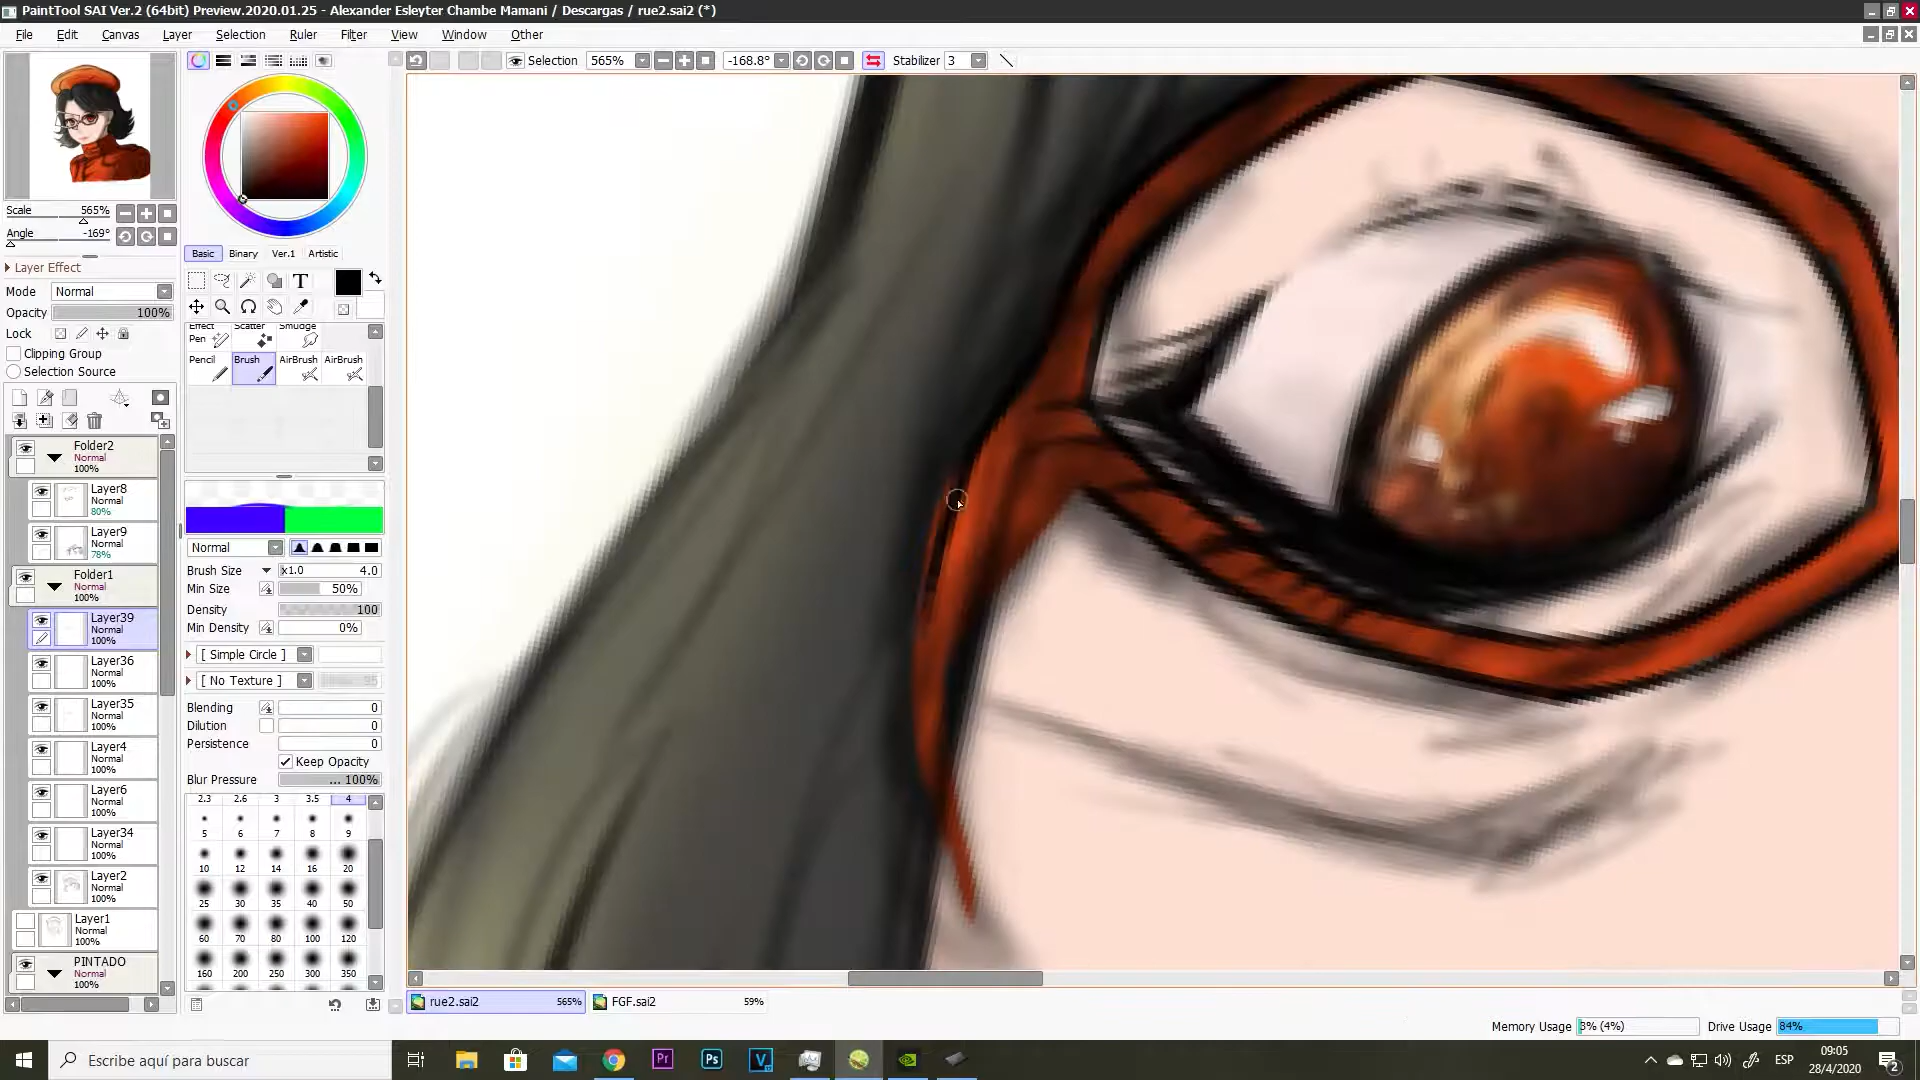 PaintTool SAI Ver.2 (64bit) Preview.2020.01.25 - Alexander Esleyter Chambe Mamani / Descargas / rue2.sai2 (*)
File Edit Canvas Layer Selection Ruler Filter View Window Other
Selection 565% -168.8° Stabilizer 3
Scale 565%
Angle -169°
Layer Effect
Mode Normal
Opacity 100%
Lock
Clipping Group
Selection Source
Folder2
Normal
100%
Layer8
Normal
80%
Layer9
Normal
78%
Folder1
Normal
100%
Layer39
Normal
100%
Layer36
Normal
100%
Layer35
Normal
100%
Layer4
Normal
100%
Layer6
Normal
100%
Layer34
Normal
100%
Layer2
Normal
100%
Layer1
Normal
100%
PINTADO
Normal
100%
Basic Binary Ver.1 Artistic
T
Effect Scatter Smudge
Pen
Pencil Brush AirBrush AirBrush
Normal
Brush Size x1.0 4.0
Min Size 50%
Density 100
Min Density 0%
[ Simple Circle ]
[ No Texture ]
Blending 0
Dilution 0
Persistence 0
Keep Opacity
Blur Pressure ... 100%
2.3 2.6 3 3.5 4
5 6 7 8 9
10 12 14 16 20
25 30 35 40 50
60 70 80 100 120
160 200 250 300 350
rue2.sai2 565% FGF.sai2 59%
Memory Usage 3% (4%) Drive Usage 84%
Escribe aquí para buscar
Pr Ps V
ESP
09:05
28/4/2020
2